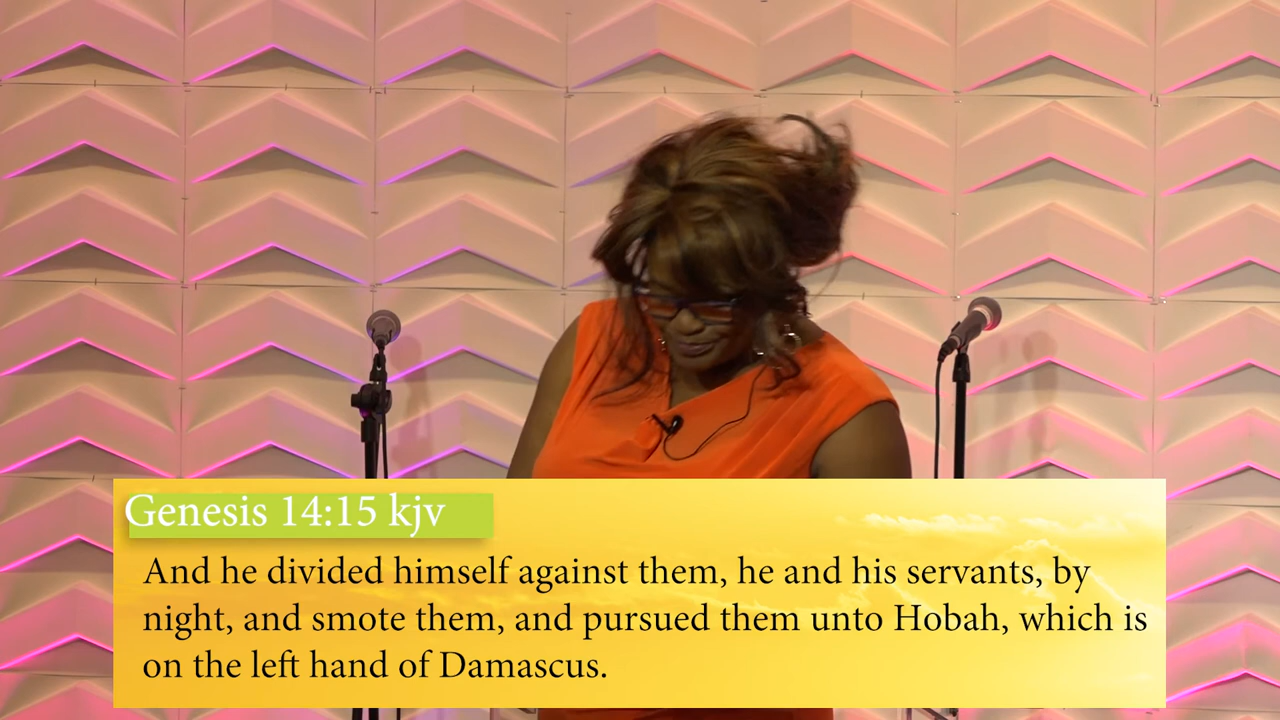 Genesis 14:15 kjv
And he divided himself against them, he and his servants, by
night, and smote them, and pursued them unto Hobah, which is
on the left hand of Damascus.